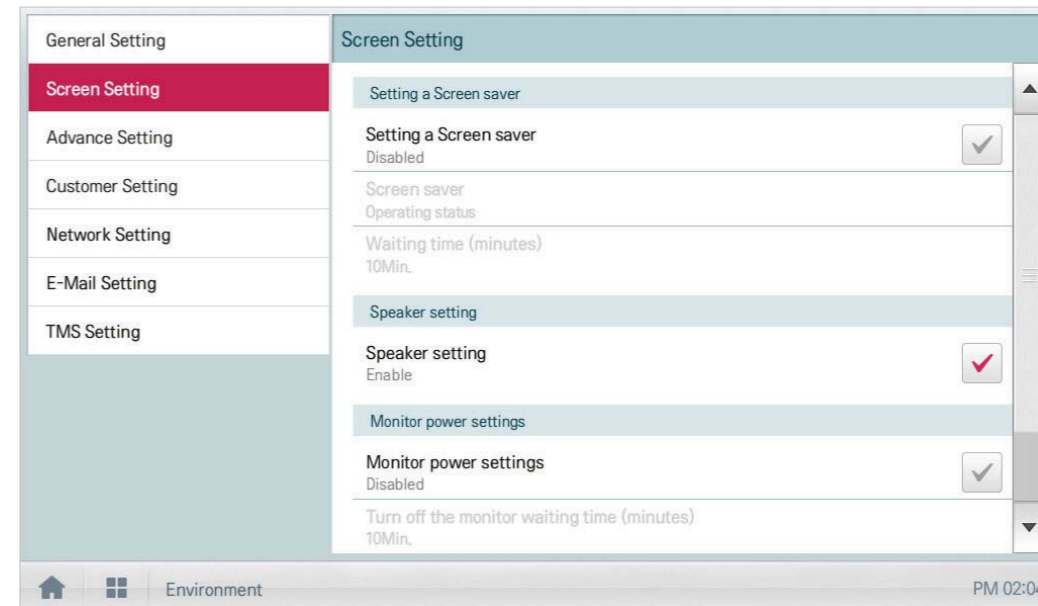 General Setting
Screen Setting
Advance Setting
Customer Setting
Network Setting
E-Mail Setting
TMS Setting
Screen Setting
Setting a Screen saver
Setting a Screen saver
Disabled
Screen saver
Operating status
Waiting time (minutes)
10Min.
Speaker setting
Speaker setting
Enable
Monitor power settings
Monitor power settings
Disabled
Turn off the monitor waiting time (minutes)
10Min.
Environment
PM 02:04